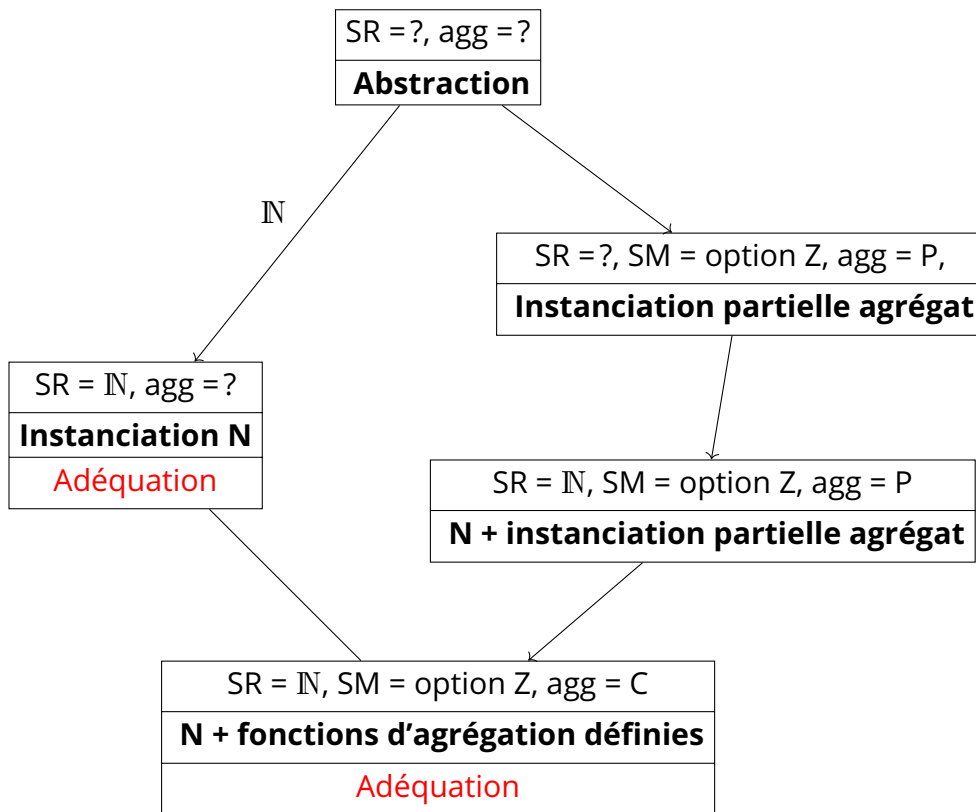 SR =?, agg =?
Abstraction
ℕ
SR =?, SM = option Z, agg = P,
Instanciation partielle agrégat
SR = ℕ, agg =?
Instanciation N
Adéquation
SR = ℕ, SM = option Z, agg = P
N + instanciation partielle agrégat
SR = ℕ, SM = option Z, agg = C
N + fonctions d’agrégation définies
Adéquation